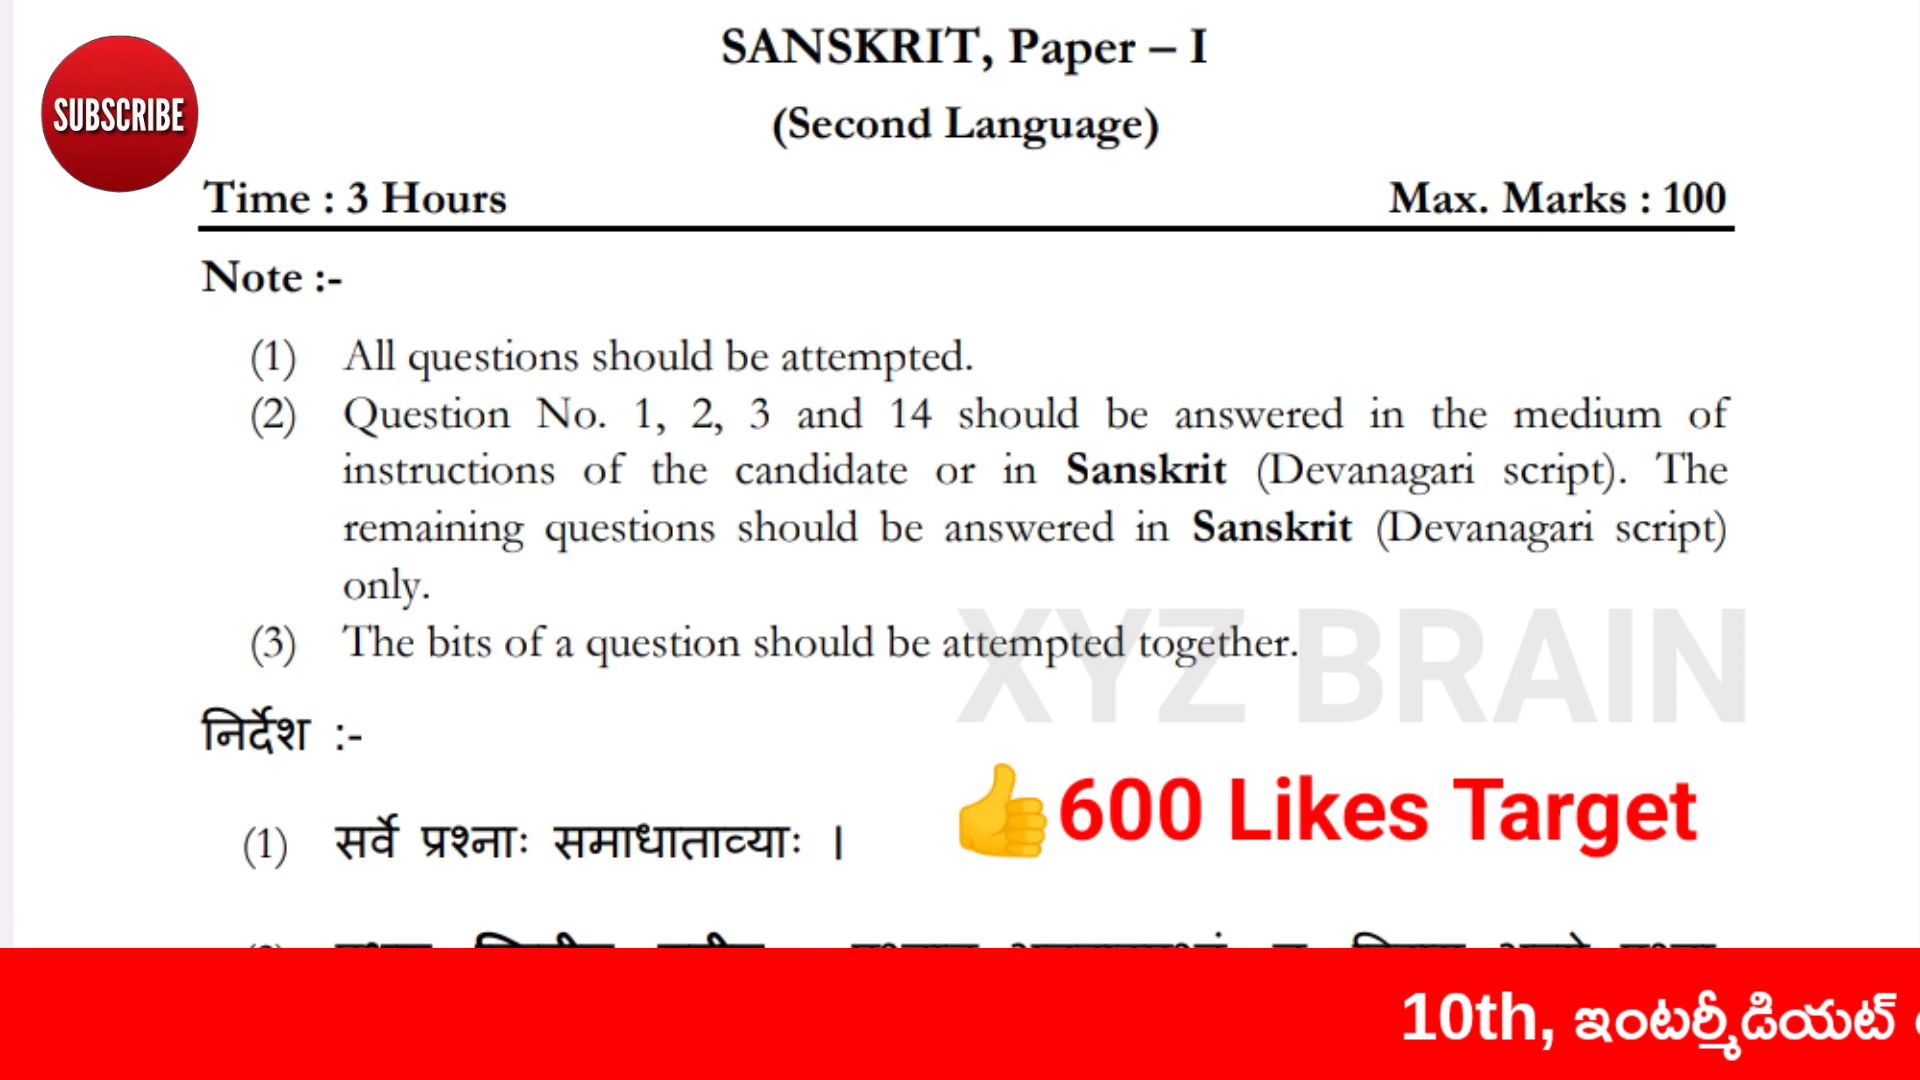 SANSKRIT, Paper – I
(Second Language)
SUBSCRIBE
Time : 3 Hours Max. Marks : 100
Note :-
(1) All questions should be attempted.
(2) Question No. 1, 2, 3 and 14 should be answered in the medium of
instructions of the candidate or in Sanskrit (Devanagari script). The
remaining questions should be answered in Sanskrit (Devanagari script)
only.
(3) The bits of a question should be attempted together.
XYZ BRAIN
निर्देश :-
👍600 Likes Target
(1) सर्वे प्रश्नाः समाधाताव्याः ।
10th, ఇంటర్మీడియట్